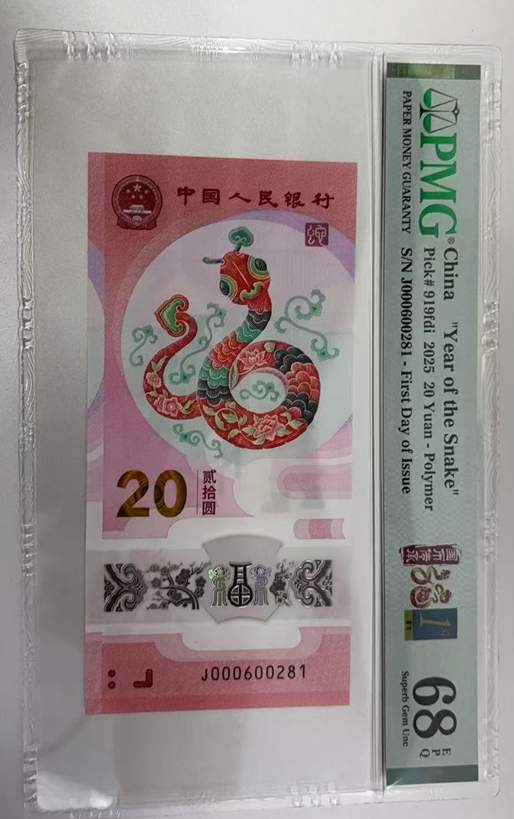 中国人民银行
20
贰拾圆
J000600281
PMG®
PAPER MONEY GUARANTY
China "Year of the Snake"
Pick# 919fdi 2025 20 Yuan - Polymer
S/N J000600281 - First Day of Issue
68 EPQ
Superb Gem Unc